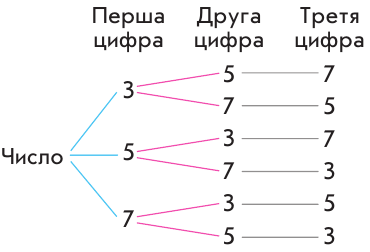 Перша Друга Третя
цифра цифра цифра
5 7
3
7 5
3 7
Число 5
7 3
3 5
7
5 3